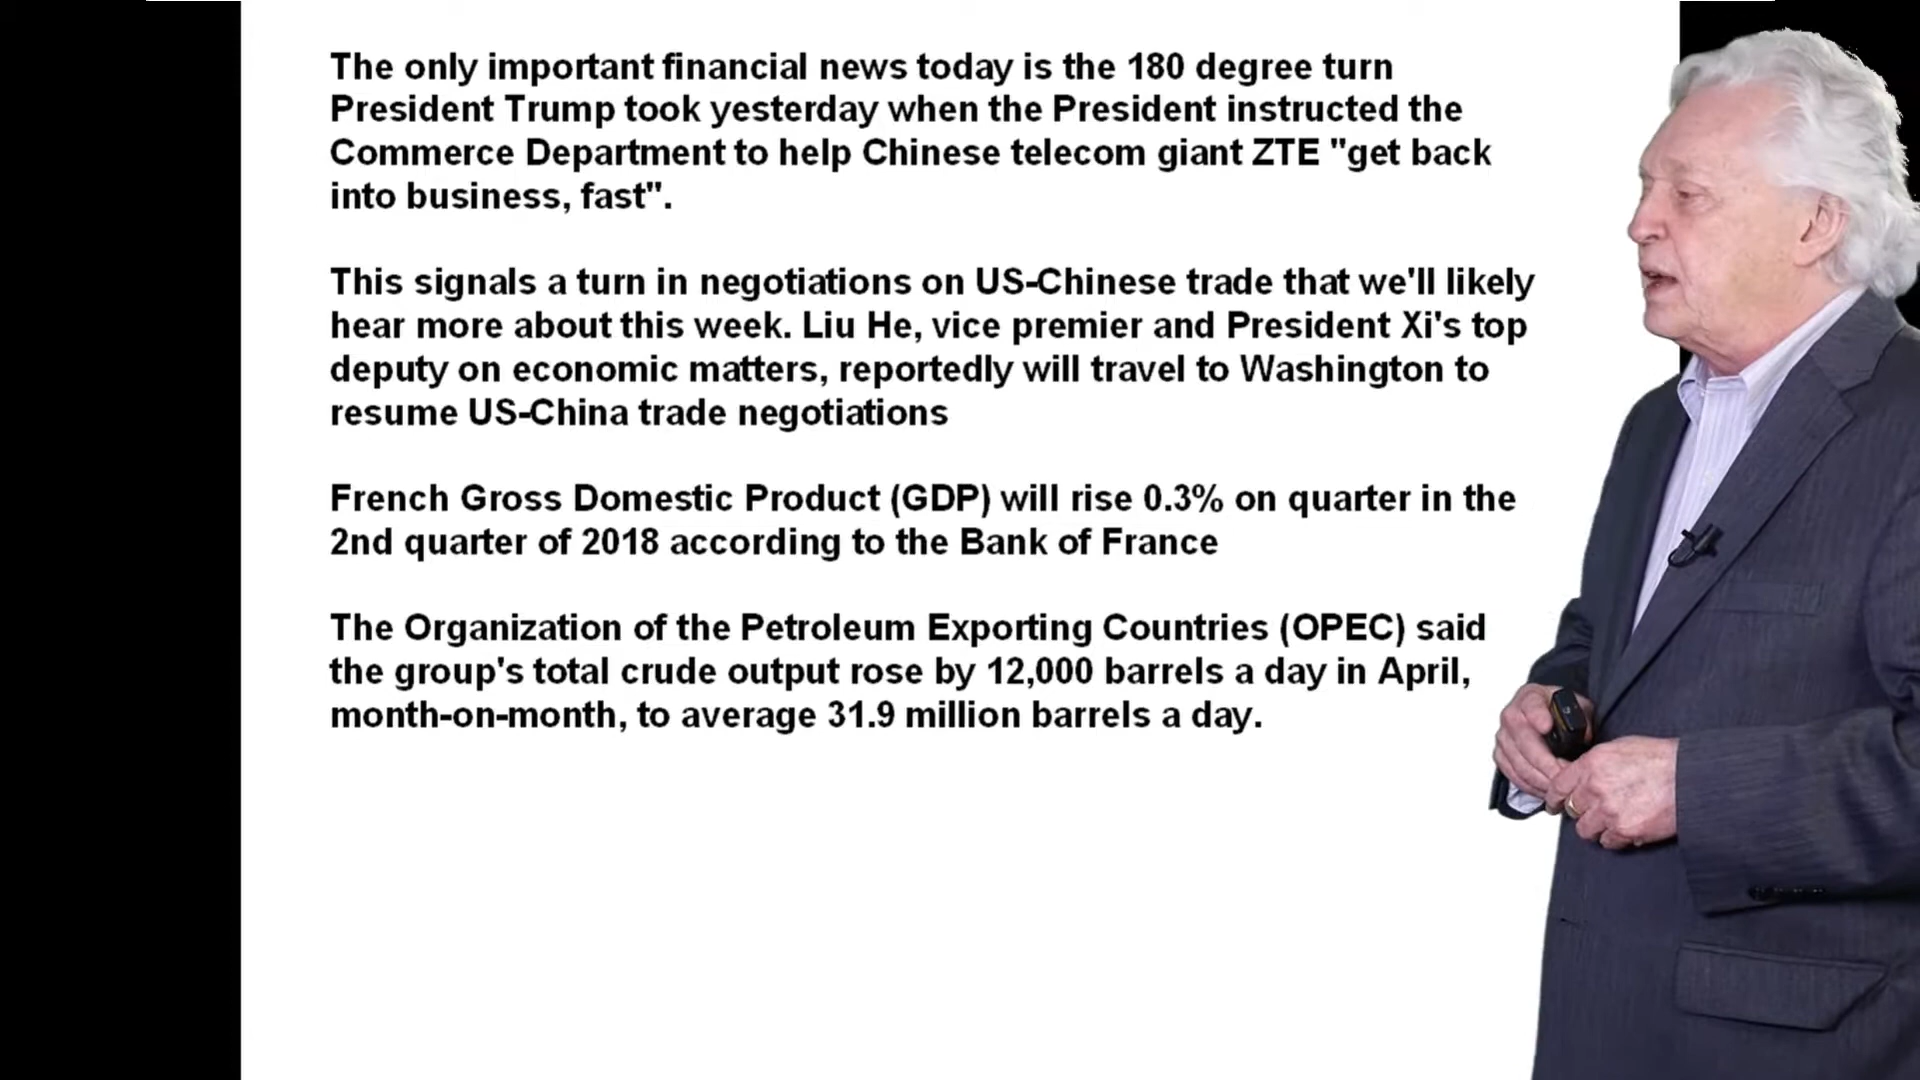 The only important financial news today is the 180 degree turn
President Trump took yesterday when the President instructed the
Commerce Department to help Chinese telecom giant ZTE "get back
into business, fast".
This signals a turn in negotiations on US-Chinese trade that we'll likely
hear more about this week. Liu He, vice premier and President Xi's top
deputy on economic matters, reportedly will travel to Washington to
resume US-China trade negotiations
French Gross Domestic Product (GDP) will rise 0.3% on quarter in the
2nd quarter of 2018 according to the Bank of France
The Organization of the Petroleum Exporting Countries (OPEC) said
the group's total crude output rose by 12,000 barrels a day in April,
month-on-month, to average 31.9 million barrels a day.